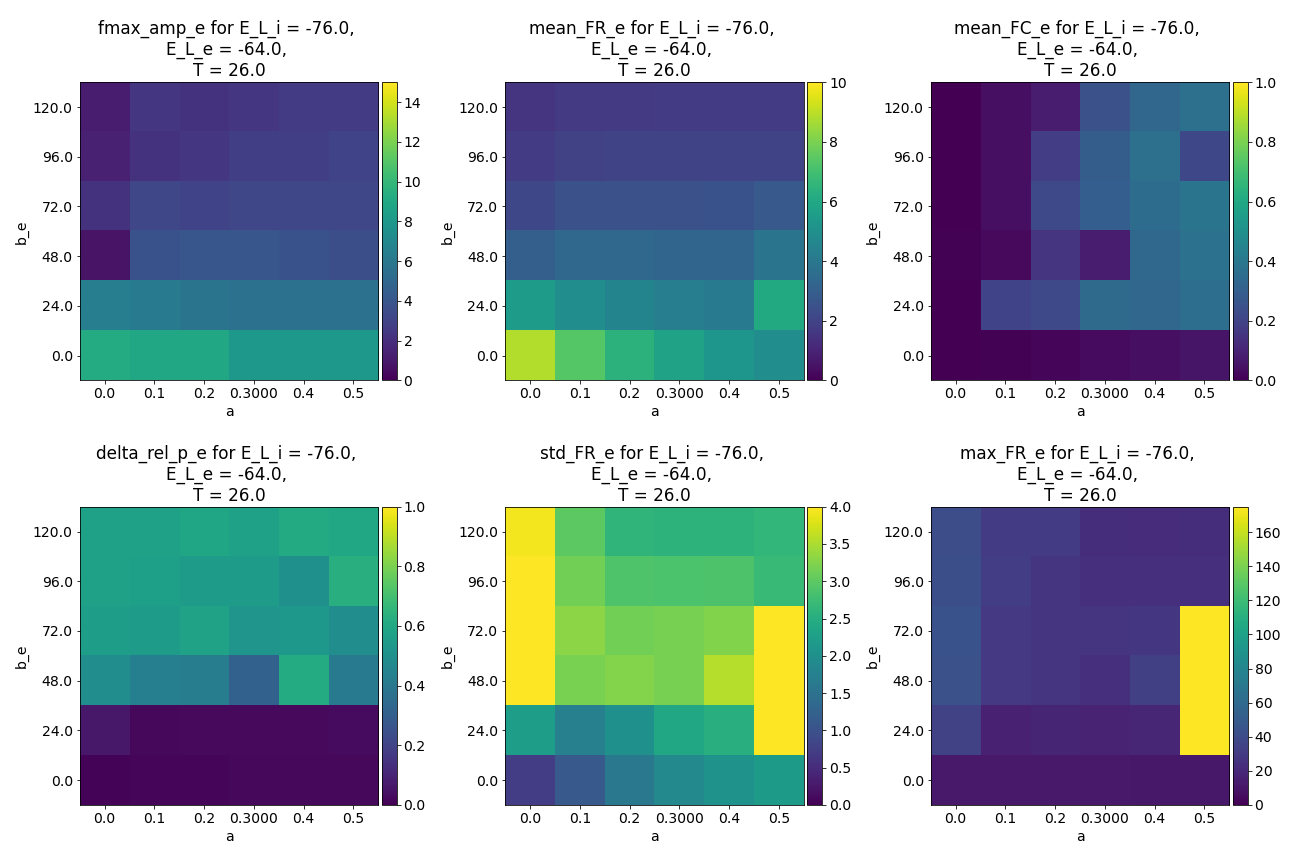 fmax_amp_e for E_L_i = -76.0,
E_L_e = -64.0,
T = 26.0
120.0
96.0
72.0
48.0
24.0
0.0
b_e
0.0 0.1 0.2 0.3000 0.4 0.5
a
14
12
10
8
6
4
2
0
mean_FR_e for E_L_i = -76.0,
E_L_e = -64.0,
T = 26.0
120.0
96.0
72.0
48.0
24.0
0.0
b_e
0.0 0.1 0.2 0.3000 0.4 0.5
a
10
8
6
4
2
0
mean_FC_e for E_L_i = -76.0,
E_L_e = -64.0,
T = 26.0
120.0
96.0
72.0
48.0
24.0
0.0
b_e
0.0 0.1 0.2 0.3000 0.4 0.5
a
1.0
0.8
0.6
0.4
0.2
0.0
delta_rel_p_e for E_L_i = -76.0,
E_L_e = -64.0,
T = 26.0
120.0
96.0
72.0
48.0
24.0
0.0
b_e
0.0 0.1 0.2 0.3000 0.4 0.5
a
1.0
0.8
0.6
0.4
0.2
0.0
std_FR_e for E_L_i = -76.0,
E_L_e = -64.0,
T = 26.0
120.0
96.0
72.0
48.0
24.0
0.0
b_e
0.0 0.1 0.2 0.3000 0.4 0.5
a
4.0
3.5
3.0
2.5
2.0
1.5
1.0
0.5
0.0
max_FR_e for E_L_i = -76.0,
E_L_e = -64.0,
T = 26.0
120.0
96.0
72.0
48.0
24.0
0.0
b_e
0.0 0.1 0.2 0.3000 0.4 0.5
a
160
140
120
100
80
60
40
20
0